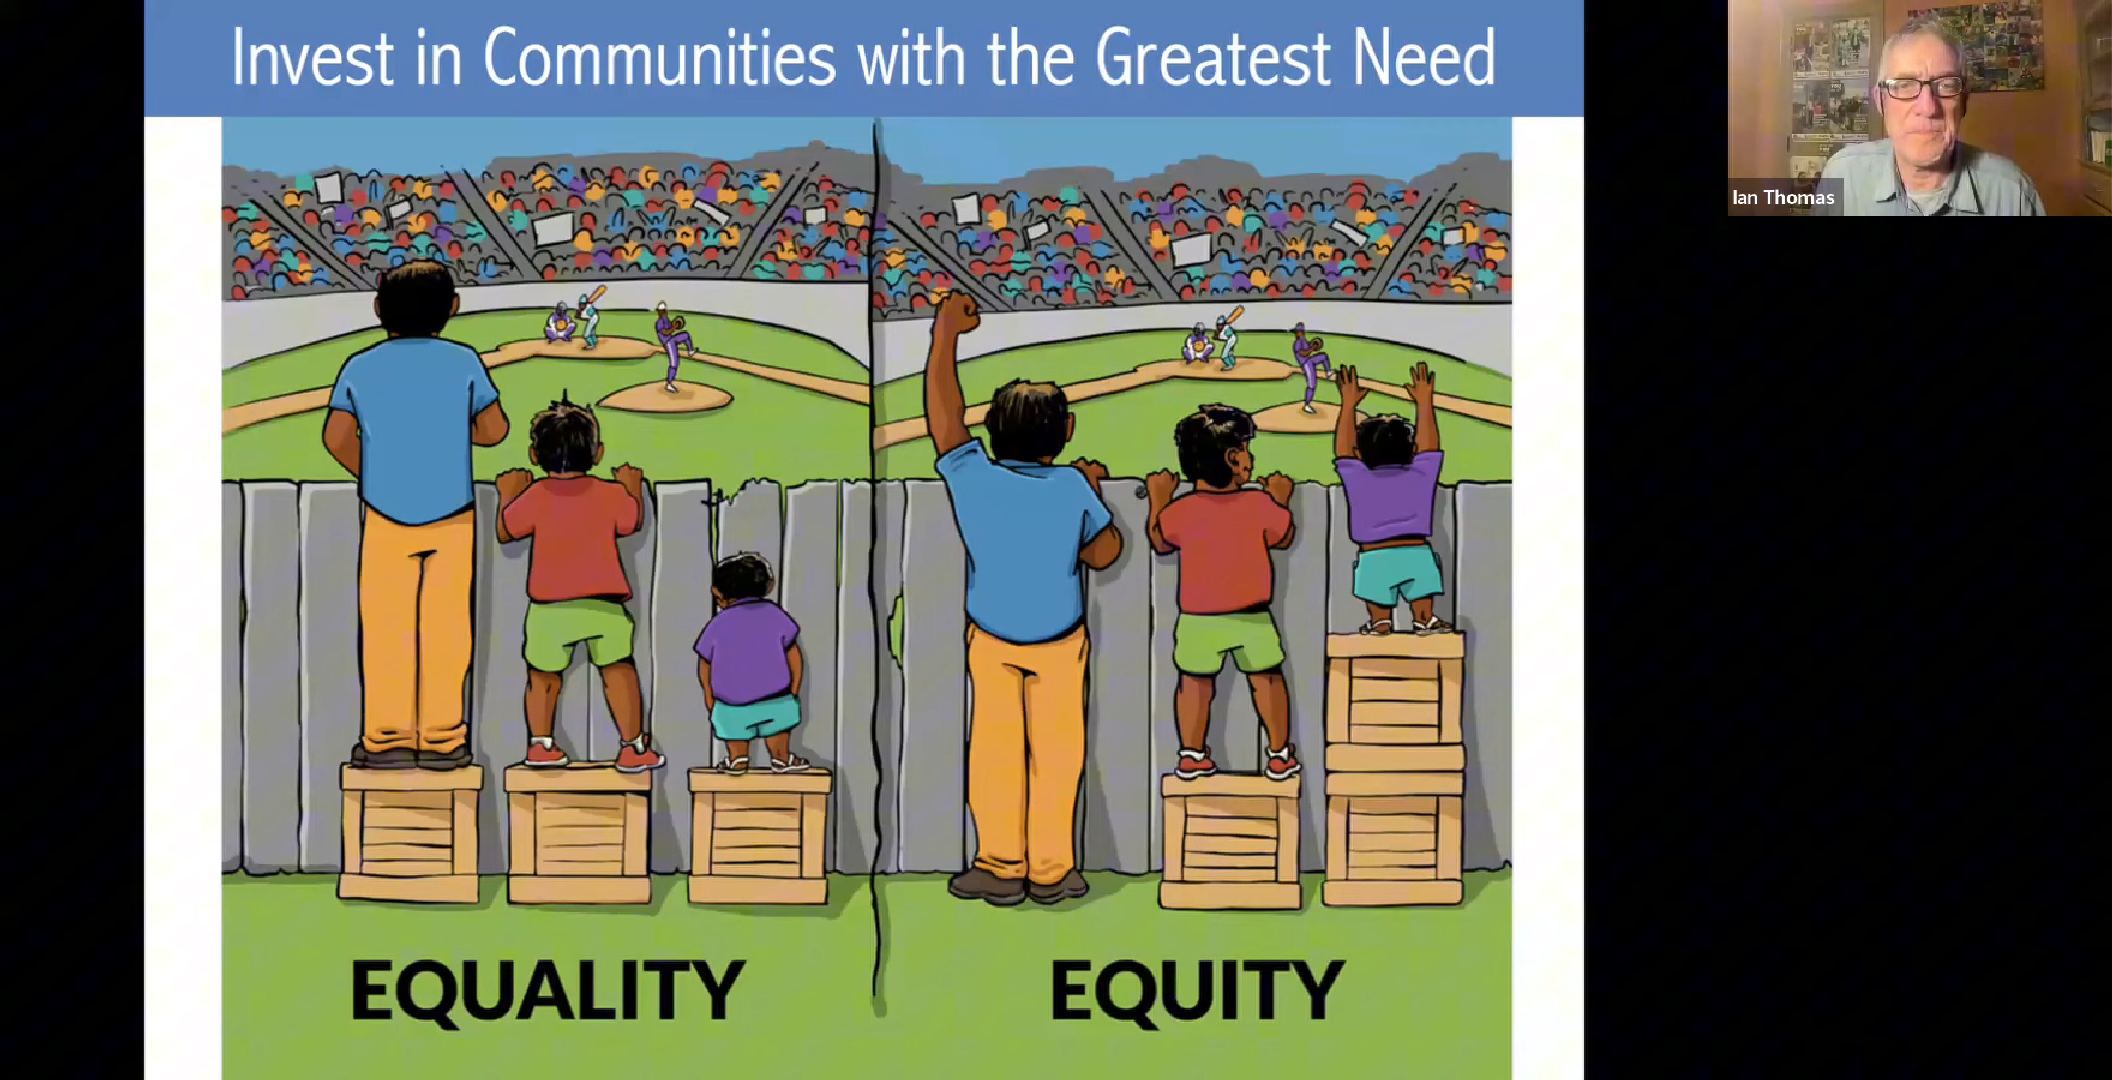 Invest in Communities with the Greatest Need
Ian Thomas
EQUALITY
EQUITY